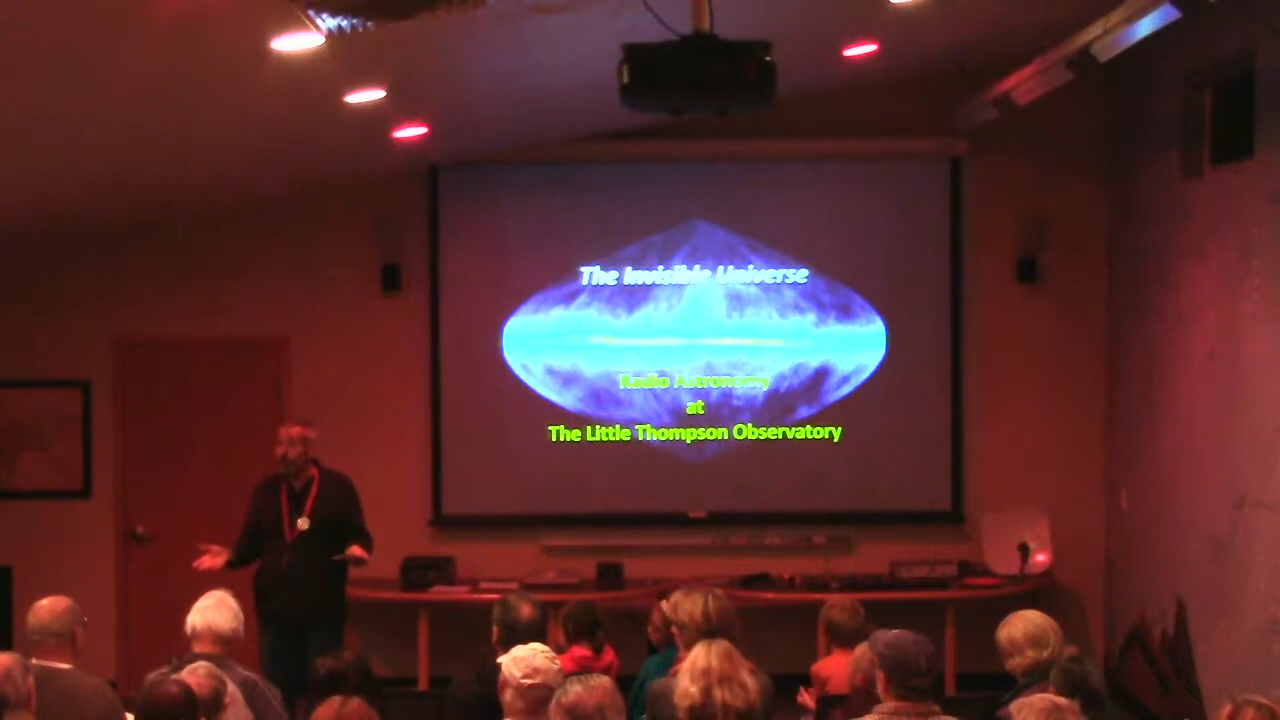 The Invisible Universe
Radio Astronomy
at
The Little Thompson Observatory